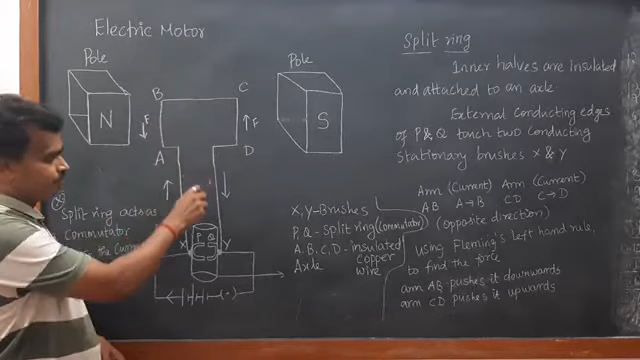 Electric Motor
Pole
N
Pole
S
B
C
A
D
F
F
Split ring acts as
commutator
the Current
P Q
X
Y
X, Y-Brushes
P, Q - split ring (commutator)
A, B, C, D - insulated
copper
wire
Axle
Split ring
Inner halves are insulated
and attached to an axle.
External conducting edges
of P & Q touch two conducting
stationary brushes X & Y
Arm (Current) Arm (Current)
AB A→B CD C→D
(opposite direction)
Using Fleming's left hand rule,
to find the force
arm AB pushes it downwards
arm CD pushes it upwards